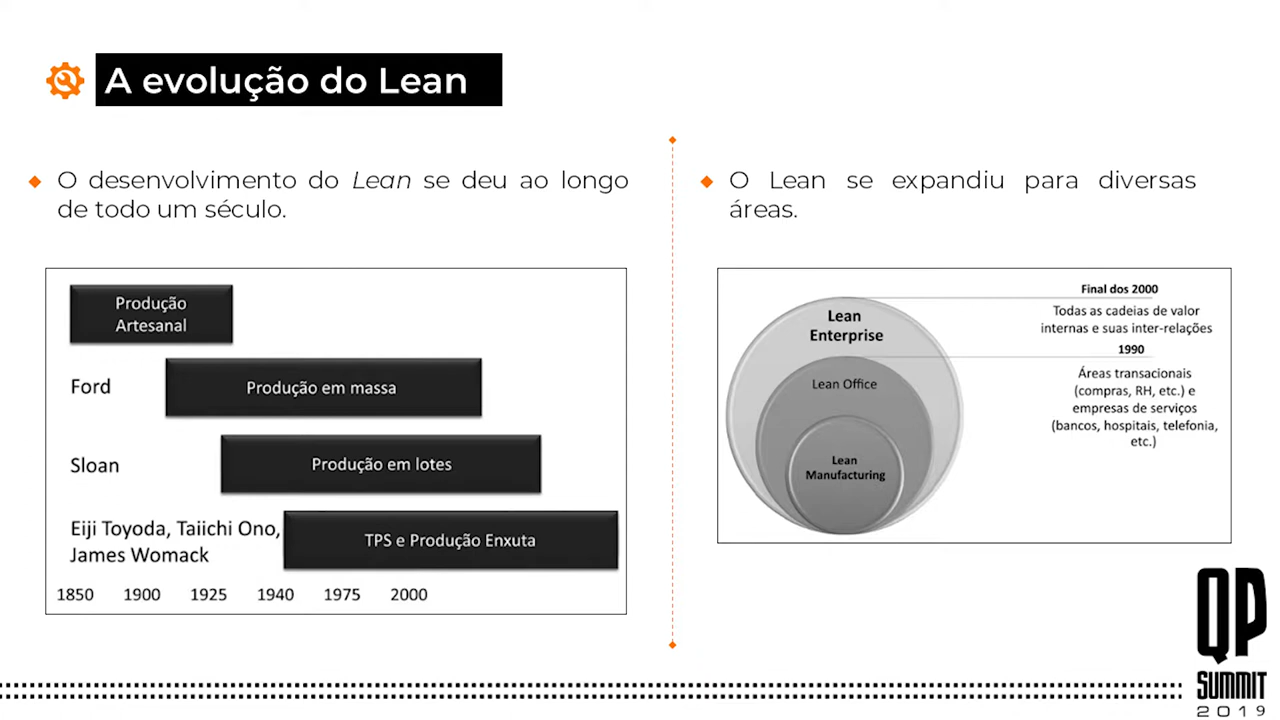 A evolução do Lean
O desenvolvimento do Lean se deu ao longo
de todo um século.
Produção
Artesanal
Ford
Produção em massa
Sloan
Produção em lotes
Eiji Toyoda, Taiichi Ono,
James Womack
TPS e Produção Enxuta
1850 1900 1925 1940 1975 2000
O Lean se expandiu para diversas
áreas.
Lean
Enterprise
Lean Office
Lean
Manufacturing
Final dos 2000
Todas as cadeias de valor
internas e suas inter-relações
1990
Áreas transacionais
(compras, RH, etc.) e
empresas de serviços
(bancos, hospitais, telefonia,
etc.)
QP
SUMMIT
2019